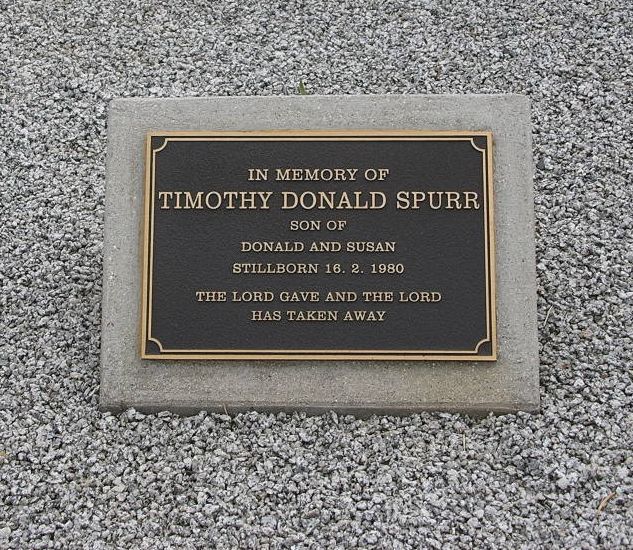 IN MEMORY OF
TIMOTHY DONALD SPURR
SON OF
DONALD AND SUSAN
STILLBORN 16. 2. 1980
THE LORD GAVE AND THE LORD
HAS TAKEN AWAY